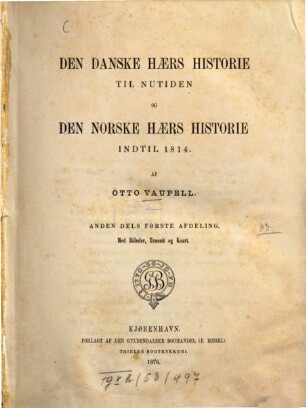 DEN DANSKE HÆRS HISTORIE
TIL NUTIDEN
OG
DEN NORSKE HÆRS HISTORIE
INDTIL 1814.
AF
OTTO VAUPELL.
ANDEN DELS FØRSTE AFDELING.
Med Billeder, Træsnit og Kaart.
KJØBENHAVN.
FORLAGT AF DEN GYLDENDALSKE BOGHANDEL (F. HEGEL).
THIELES BOGTRYKKERI.
1876.